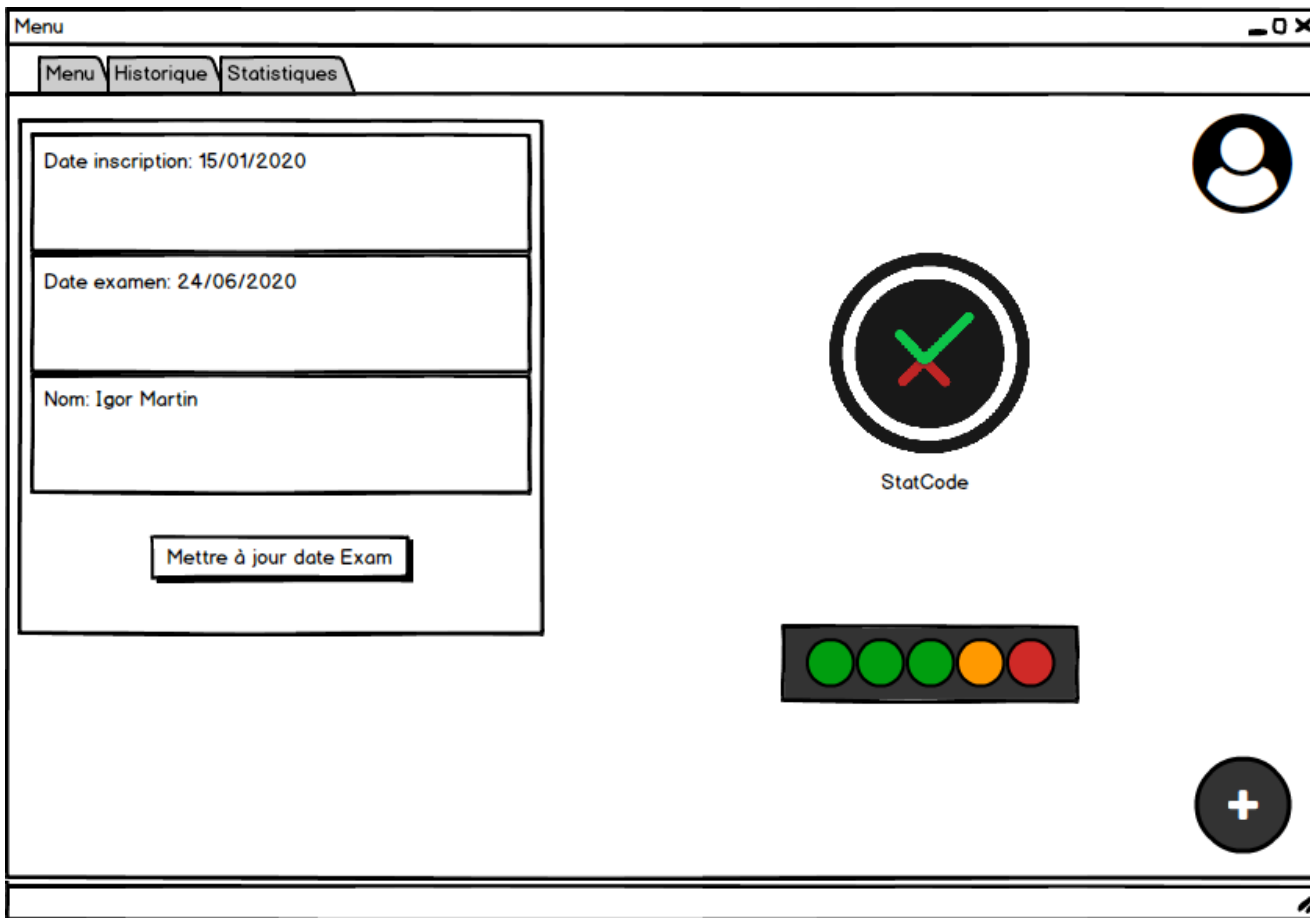 Menu
Menu Historique Statistiques
Date inscription: 15/01/2020
Date examen: 24/06/2020
Nom: Igor Martin
StatCode
Mettre à jour date Exam